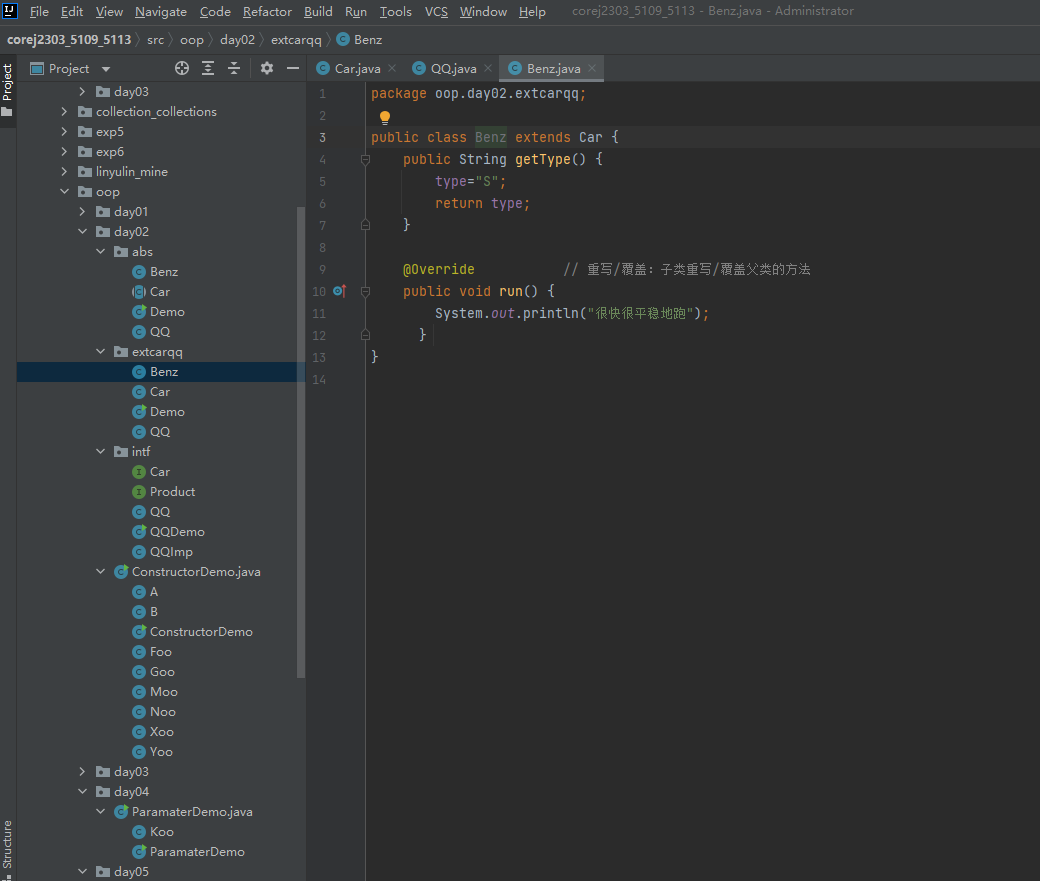 File Edit View Navigate Code Refactor Build Run Tools VCS Window Help corej2303_5109_5113 - Benz.java - Administrator
corej2303_5109_5113 src oop day02 extcarqq Benz
Project
Project
Structure
day03
collection_collections
exp5
exp6
linyulin_mine
oop
day01
day02
abs
Benz
Car
Demo
QQ
extcarqq
Benz
Car
Demo
QQ
intf
Car
Product
QQ
QQDemo
QQImp
ConstructorDemo.java
A
B
ConstructorDemo
Foo
Goo
Moo
Noo
Xoo
Yoo
day03
day04
ParamaterDemo.java
Koo
ParamaterDemo
day05
Car.java QQ.java Benz.java
1 package oop.day02.extcarqq;
2
3 public class Benz extends Car {
4 public String getType() {
5 type="S";
6 return type;
7 }
8
9 @Override // 重写/覆盖: 子类重写/覆盖父类的方法
10 public void run() {
11 System.out.println("很快很平稳地跑");
12 }
13 }
14